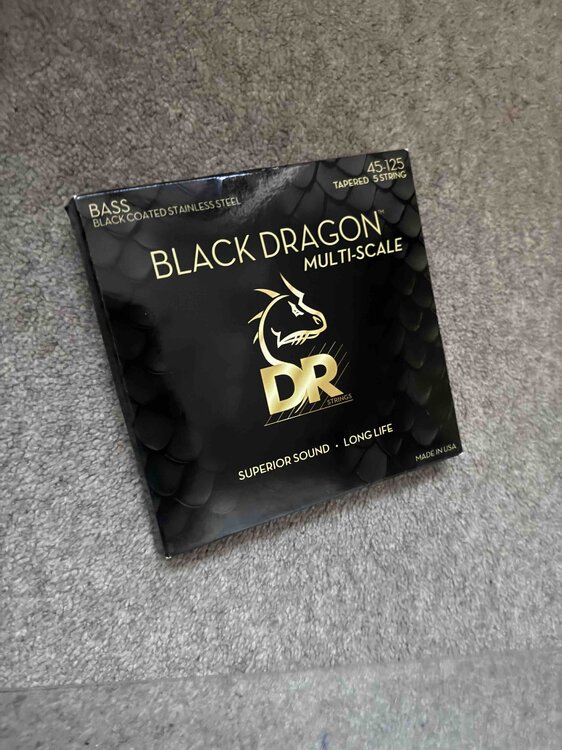 BASS
BLACK COATED STAINLESS STEEL
45-125
TAPERED 5 STRING
BLACK DRAGON™
MULTI-SCALE
DR
STRINGS
SUPERIOR SOUND • LONG LIFE
MADE IN USA